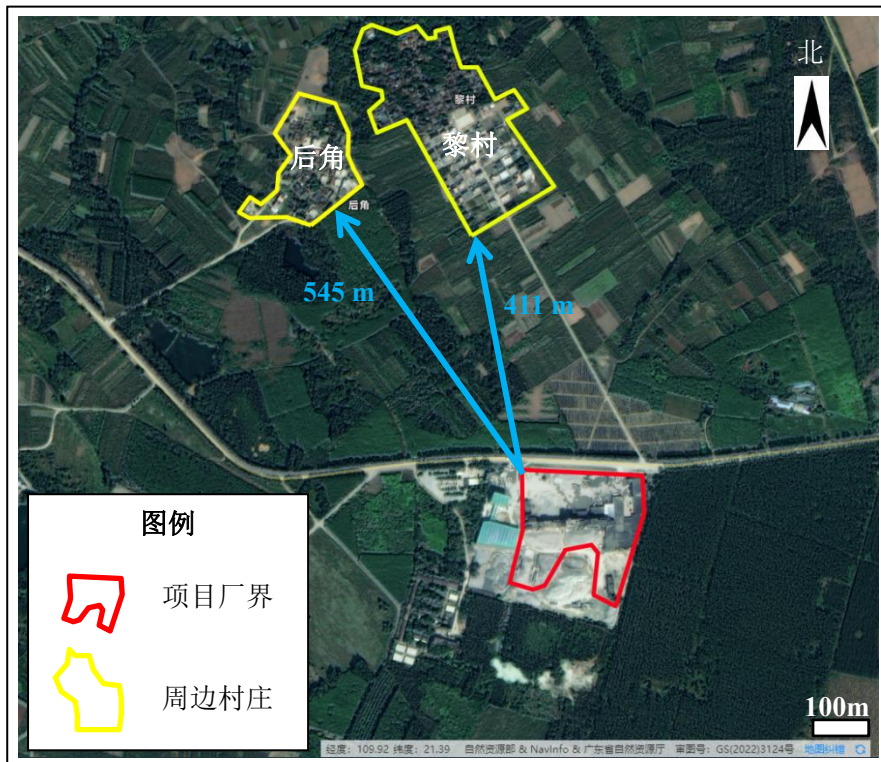 北
黎村
黎村
后角
后角
545 m
411 m
图例
项目厂界
周边村庄
100m
经度：109.92 纬度：21.39 自然资源部 & NavInfo & 广东省自然资源厅 审图号：GS(2022)3124号 地图纠错